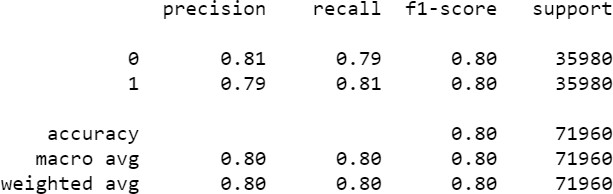 precision recall f1-score support
0 0.81 0.79 0.80 35980
1 0.79 0.81 0.80 35980
accuracy 0.80 71960
macro avg 0.80 0.80 0.80 71960
weighted avg 0.80 0.80 0.80 71960